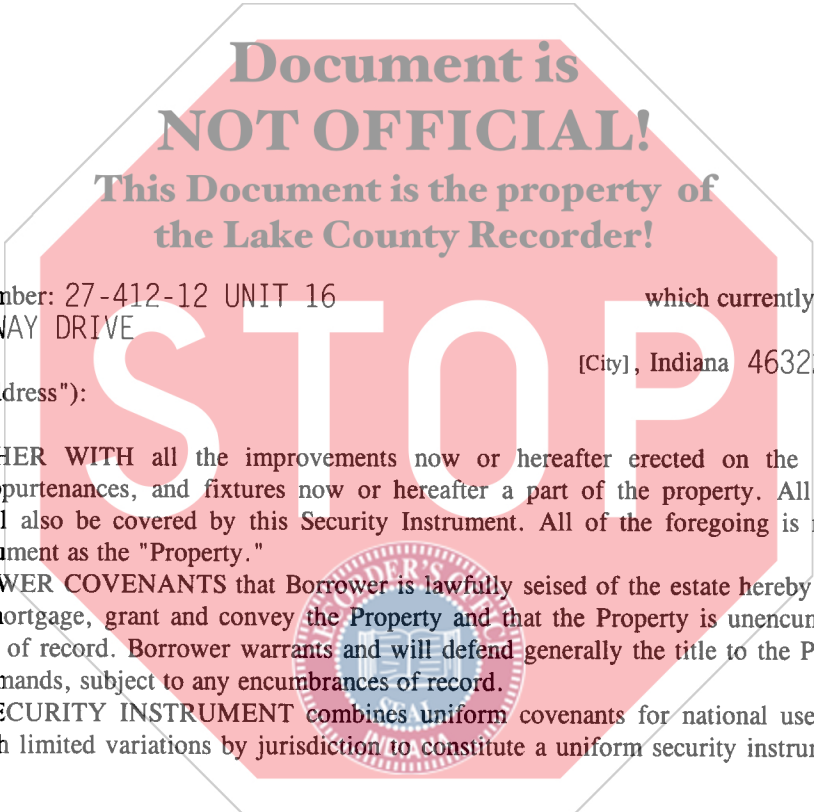 Document is
NOT OFFICIAL!
This Document is the property of
the Lake County Recorder!
mber: 27-412-12 UNIT 16 which currently
WAY DRIVE
[City], Indiana 4632
dress"):
STOP
HER WITH all the improvements now or hereafter erected on the
purtenances, and fixtures now or hereafter a part of the property. All
l also be covered by this Security Instrument. All of the foregoing is
ument as the "Property."
WER COVENANTS that Borrower is lawfully seised of the estate hereby
ortgage, grant and convey the Property and that the Property is unencum
of record. Borrower warrants and will defend generally the title to the P
mands, subject to any encumbrances of record.
ECURITY INSTRUMENT combines uniform covenants for national use
h limited variations by jurisdiction to constitute a uniform security instrum
SEAL
INDIANA